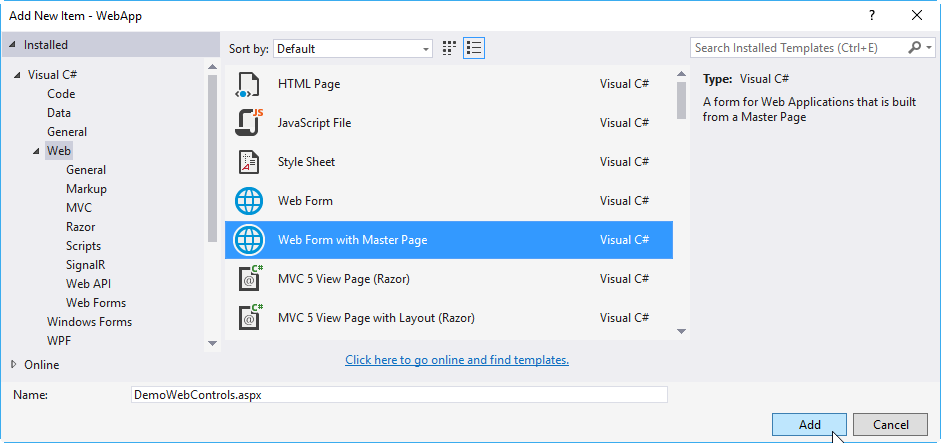 Add New Item - WebApp
?
Installed
Sort by: Default
Search Installed Templates (Ctrl+E)
Visual C#
Code
Data
General
Web
General
Markup
MVC
Razor
Scripts
SignalR
Web API
Web Forms
Windows Forms
WPF
Online
HTML Page Visual C#
JS
JavaScript File Visual C#
A
Style Sheet Visual C#
Web Form Visual C#
Web Form with Master Page Visual C#
C#
@
MVC 5 View Page (Razor) Visual C#
C#
@
MVC 5 View Page with Layout (Razor) Visual C#
Click here to go online and find templates.
Type: Visual C#
A form for Web Applications that is built
from a Master Page
Name: DemoWebControls.aspx
Add Cancel